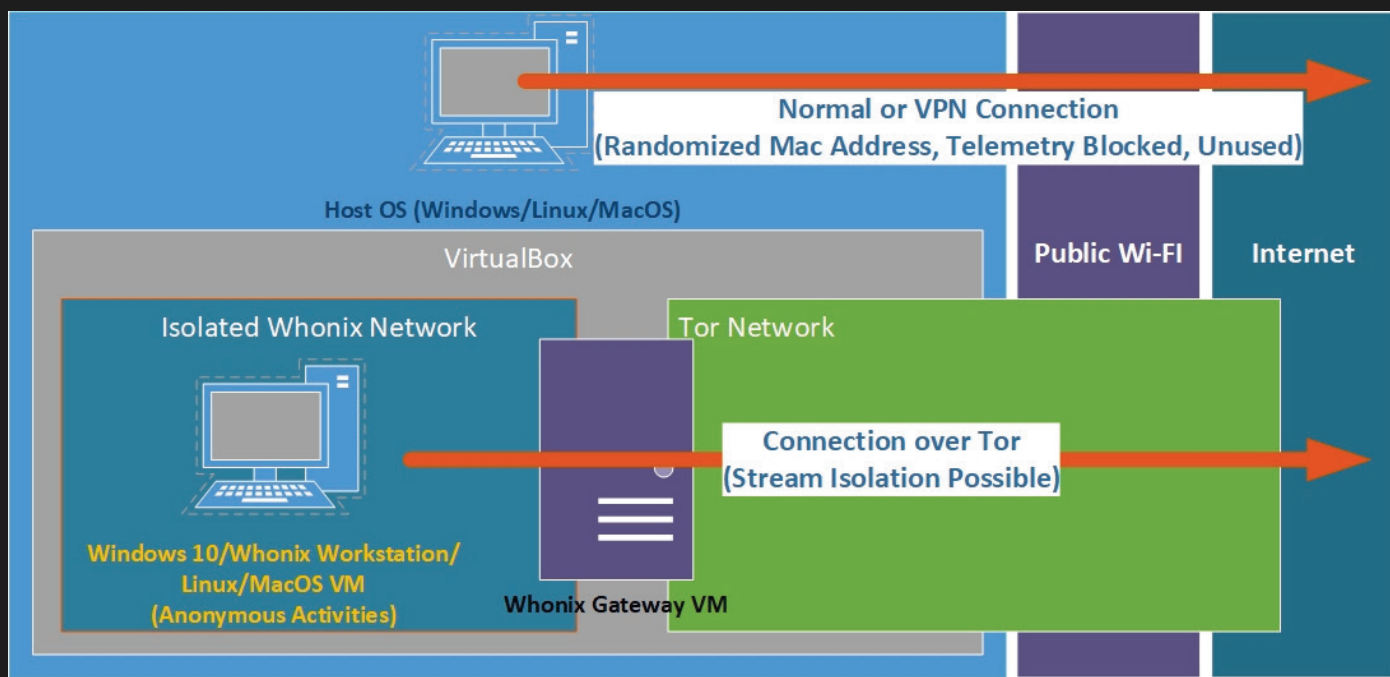 Normal or VPN Connection
(Randomized Mac Address, Telemetry Blocked, Unused)
Host OS (Windows/Linux/MacOS)
VirtualBox
Public Wi-FI
Internet
Isolated Whonix Network
Tor Network
Connection over Tor
(Stream Isolation Possible)
Windows 10/Whonix Workstation/
Linux/MacOS VM
(Anonymous Activities)
Whonix Gateway VM